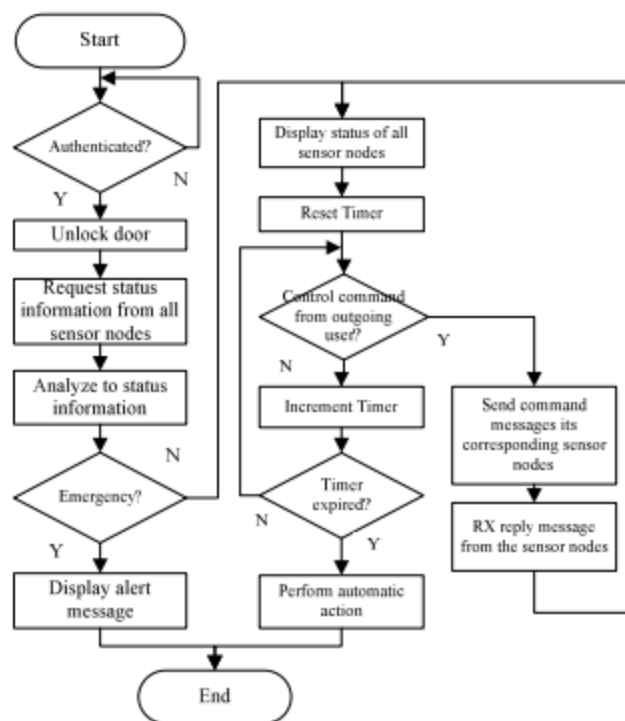 Start
Authenticated?
N
Y
Unlock door
Request status
information from all
sensor nodes
Analyze to status
information
N
Emergency?
Y
Display alert
message
Display status of all
sensor nodes
Reset Timer
Control command
from outgoing
user?
Y
N
Increment Timer
Timer
expired?
N
Y
Perform automatic
action
Send command
messages its
corresponding sensor
nodes
RX reply message
from the sensor nodes
End